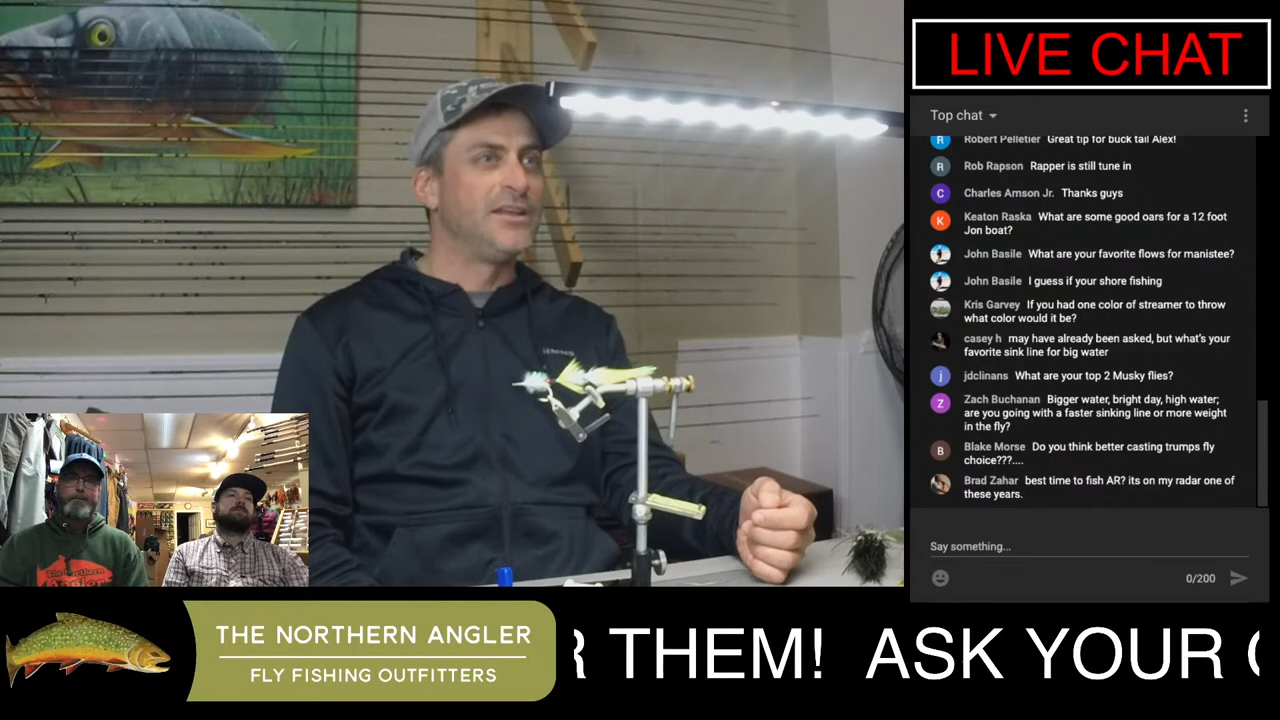 LIVE CHAT
Top chat
Robert Pelletier Great tip for buck tail Alex!
Rob Rapson Rapper is still tune in
Charles Amson Jr. Thanks guys
Keaton Raska What are some good oars for a 12 foot
Jon boat?
John Basile What are your favorite flows for manistee?
John Basile I guess if your shore fishing
Kris Garvey If you had one color of streamer to throw
what color would it be?
casey h may have already been asked, but what's your
favorite sink line for big water
jdclinans What are your top 2 Musky flies?
Zach Buchanan Bigger water, bright day, high water;
are you going with a faster sinking line or more weight
in the fly?
Blake Morse Do you think better casting trumps fly
choice???....
Brad Zahar best time to fish AR? its on my radar one of
these years.
Say something...
0/200
The Northern
THE NORTHERN ANGLER
FLY FISHING OUTFITTERS
R THEM! ASK YOUR